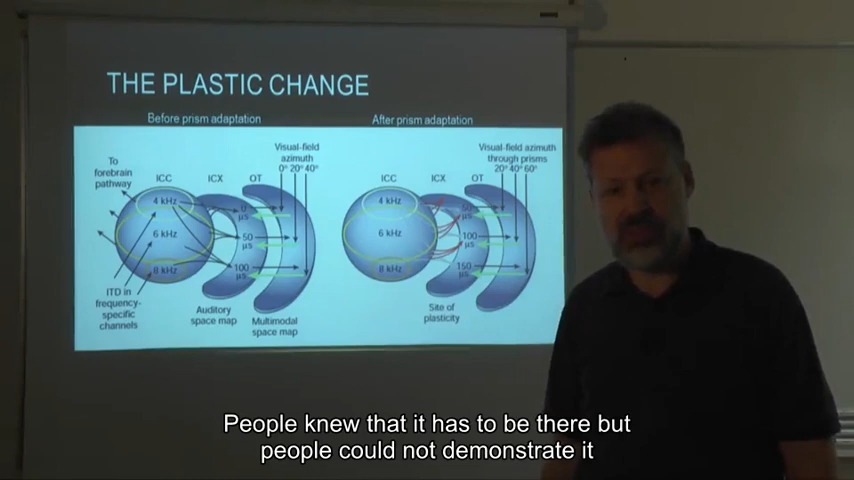 THE PLASTIC CHANGE
Before prism adaptation
After prism adaptation
Visual-field
azimuth
0° 20° 40°
To
forebrain
pathway
ICC
ICX
OT
4 kHz
6 kHz
8 kHz
0
µs
50
µs
100
µs
ITD in
frequency-
specific
channels
Auditory
space map
Multimodal
space map
Visual-field azimuth
through prisms
20° 40° 60°
ICC
ICX
OT
4 kHz
6 kHz
8 kHz
50
µs
100
µs
150
µs
Site of
plasticity
People knew that it has to be there but
people could not demonstrate it